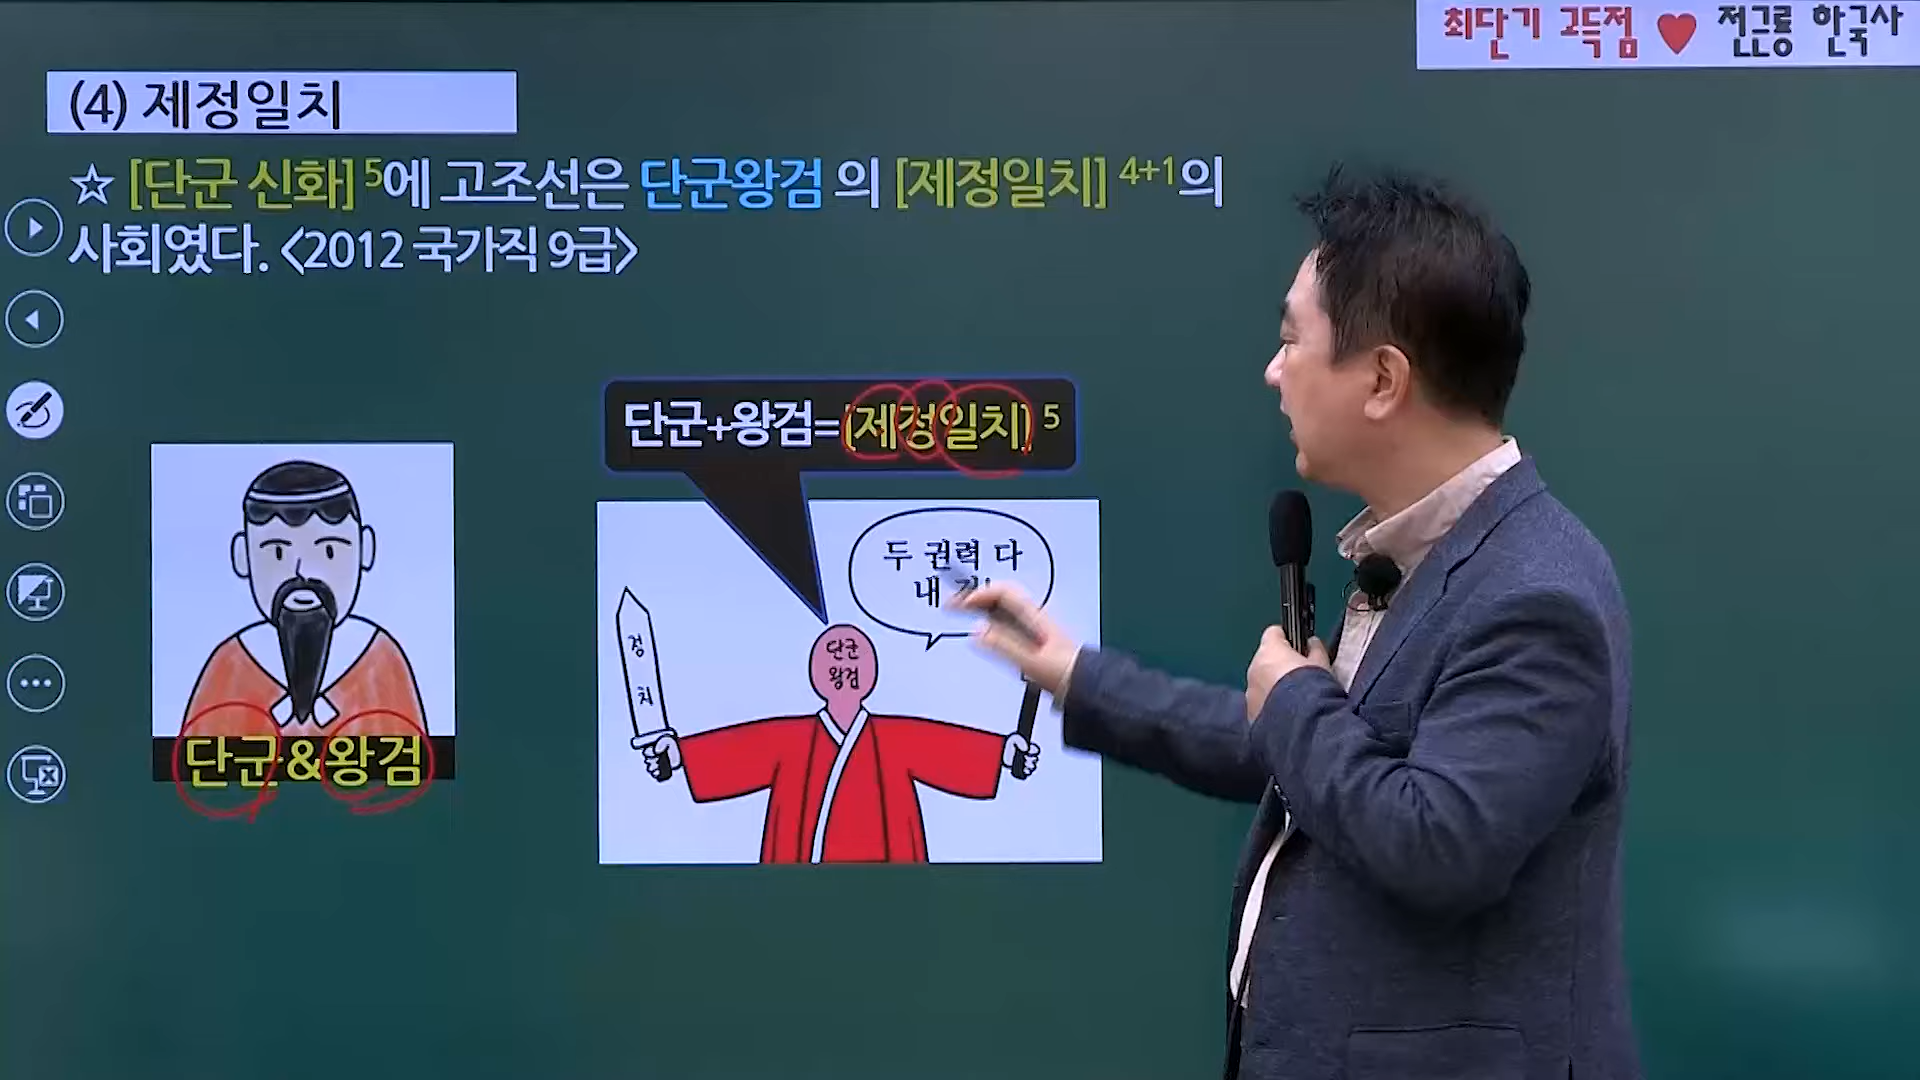 최단기 고득점 ♥ 전근룡 한국사
(4) 제정일치
☆ [단군 신화] 5에 고조선은 단군왕검 의 [제정일치] 4+1의
사회였다. <2012 국가직 9급>
단군+왕검=[제정일치] 5
두 권력 다
내
정
치
단군
왕검
단군&왕검